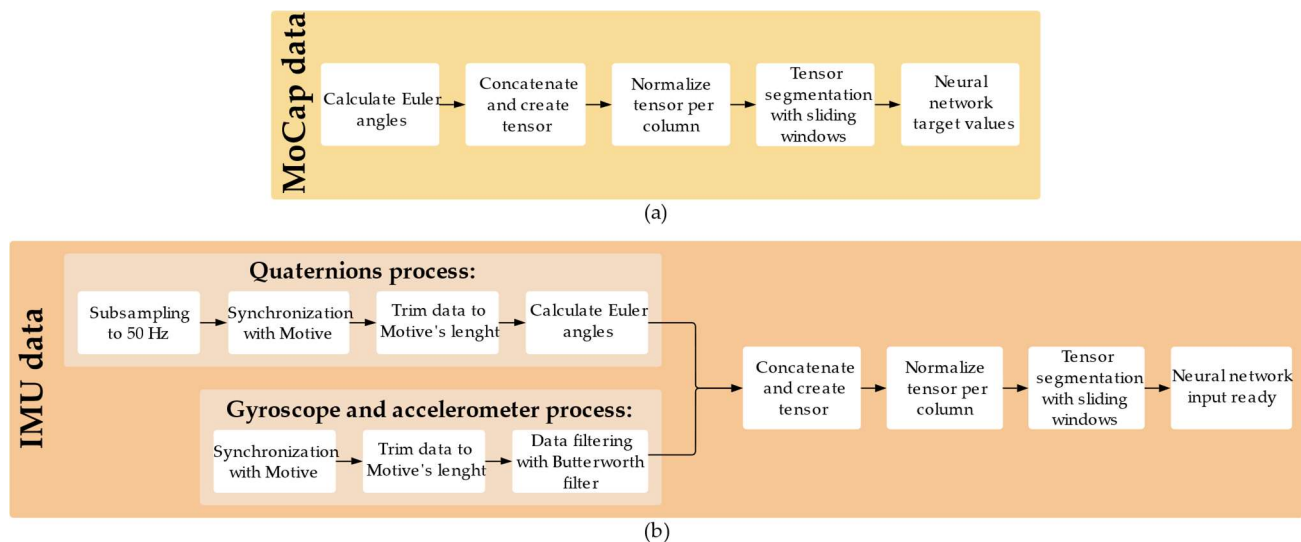 MoCap data
Calculate Euler
angles
Concatenate
and create
tensor
Normalize
tensor per
column
Tensor
segmentation
with sliding
windows
Neural
network
target values
(a)
IMU data
Quaternions process:
Subsampling
to 50 Hz
Synchronization
with Motive
Trim data to
Motive's lenght
Calculate Euler
angles
Gyroscope and accelerometer process:
Synchronization
with Motive
Trim data to
Motive's lenght
Data filtering
with Butterworth
filter
Concatenate
and create
tensor
Normalize
tensor per
column
Tensor
segmentation
with sliding
windows
Neural network
input ready
(b)